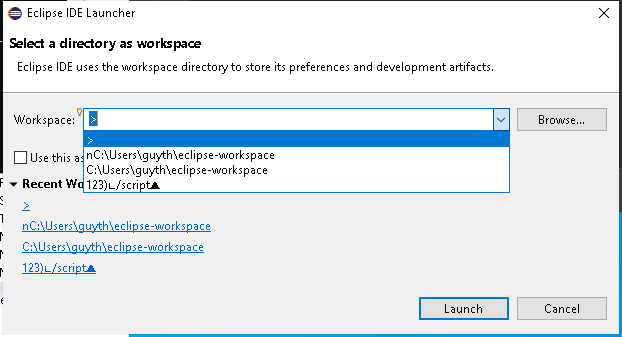 Eclipse IDE Launcher
Select a directory as workspace
Eclipse IDE uses the workspace directory to store its preferences and development artifacts.
Workspace: > Browse...
>
nC:\Users\guyth\eclipse-workspace
Use this as
C:\Users\guyth\eclipse-workspace
123)∟/script▲
Recent Wo
>
nC:\Users\guyth\eclipse-workspace
C:\Users\guyth\eclipse-workspace
123)∟/script▲
Launch Cancel